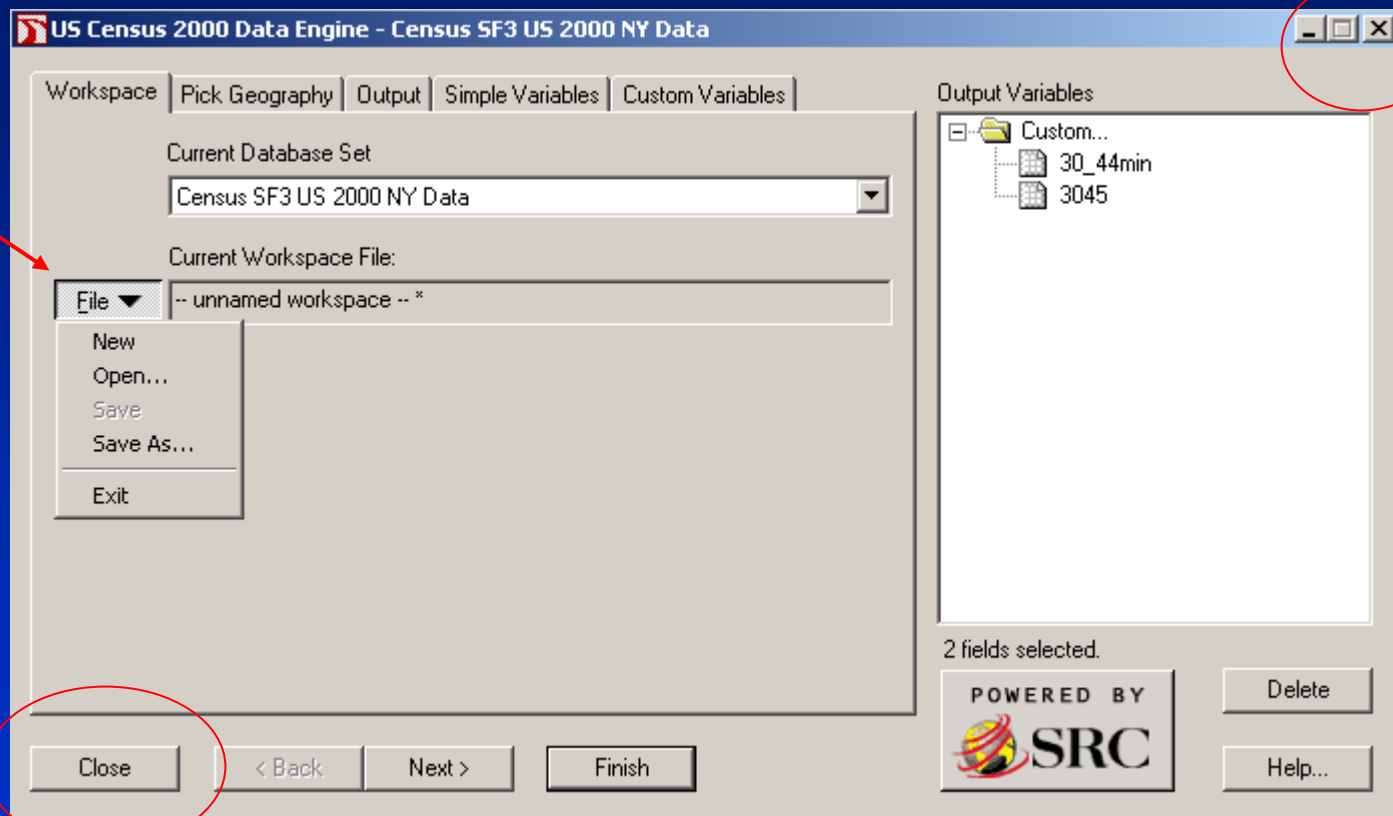 US Census 2000 Data Engine - Census SF3 US 2000 NY Data
Workspace Pick Geography Output Simple Variables Custom Variables
Current Database Set
Census SF3 US 2000 NY Data
Current Workspace File:
File -- unnamed workspace -- *
New
Open...
Save
Save As...
Exit
Close < Back Next > Finish
Output Variables
Custom...
30_44min
3045
2 fields selected.
POWERED BY
SRC
Delete
Help...